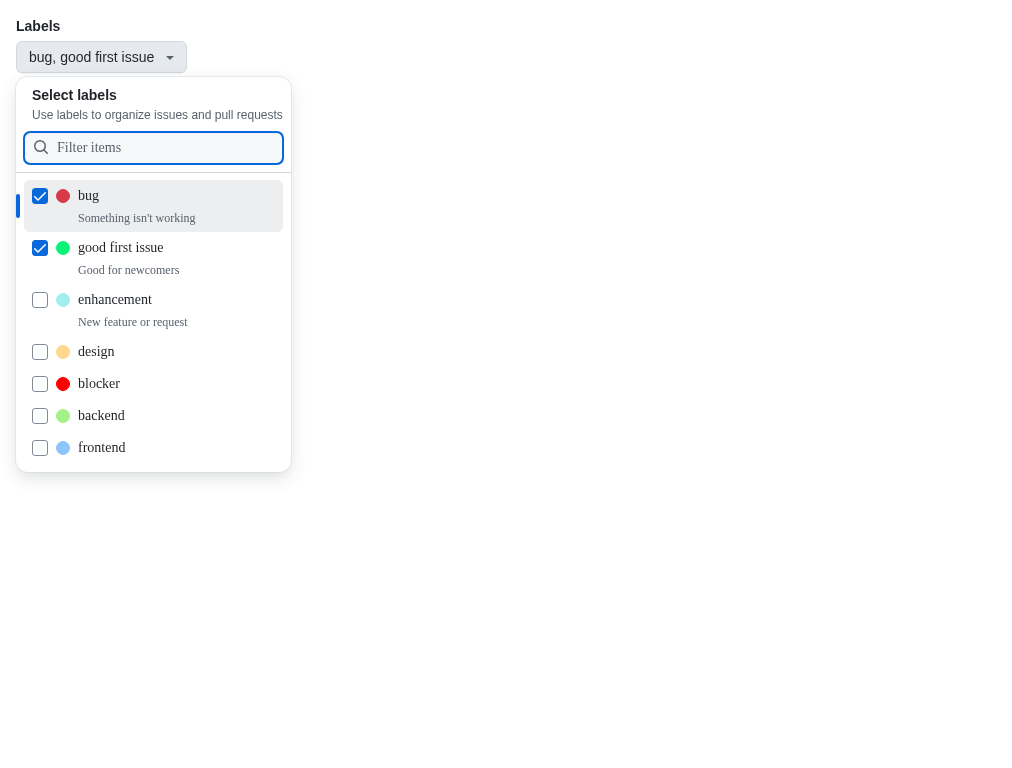 Labels
bug, good first issue
Select labels
Use labels to organize issues and pull requests
Filter items
bug
Something isn't working
good first issue
Good for newcomers
enhancement
New feature or request
design
blocker
backend
frontend